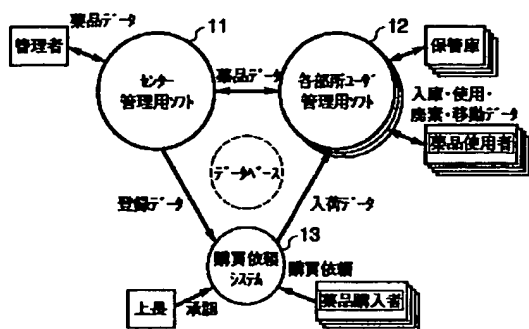 11
12
薬品データ
管理者
センター
管理用ソフト
薬品データ
各部所ユーザ
管理用ソフト
保管庫
入庫・使用・
廃棄・移動データ
薬品使用者
データベース
登録データ
入荷データ
13
購買依頼
システム
購買依頼
上長
承認
薬品購入者